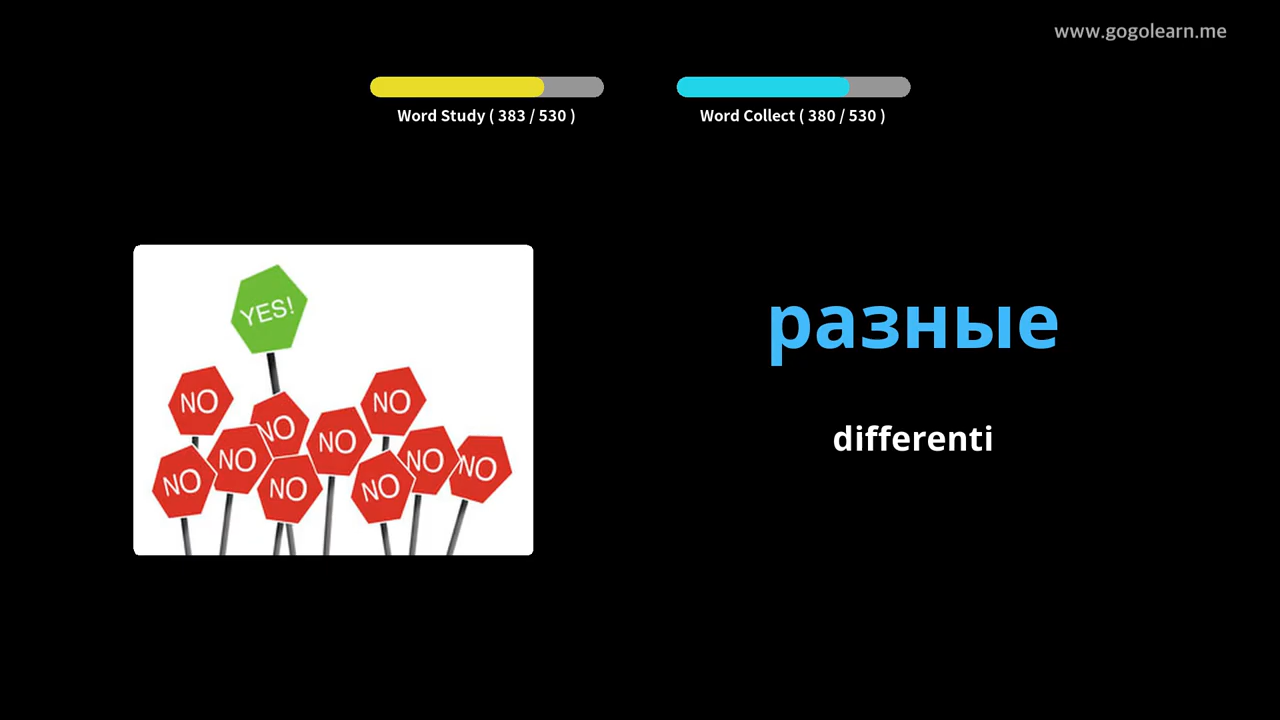 www.gogolearn.me
Word Study ( 383 / 530 )
Word Collect ( 380 / 530 )
YES!
NO
NO
NO
NO
NO
NO
NO
NO
NO
NO
разные
differenti